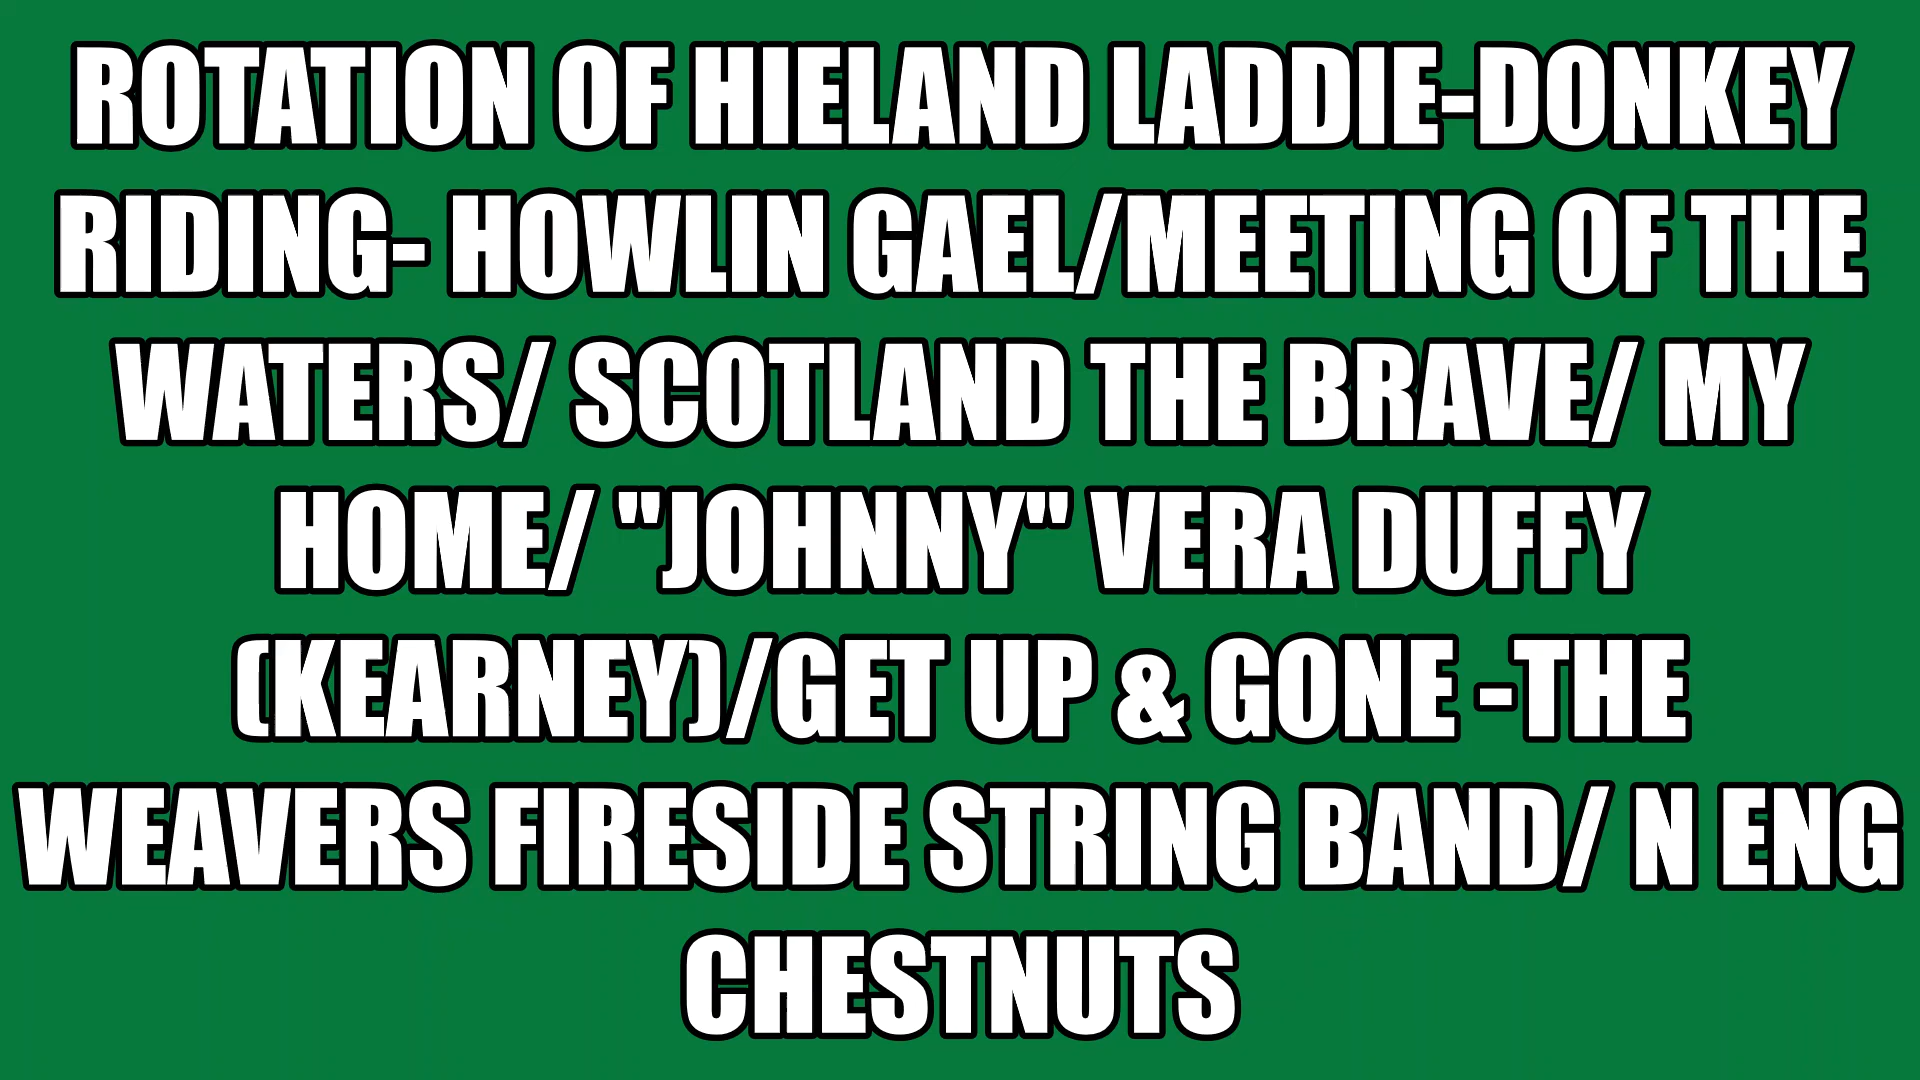 ROTATION OF HIELAND LADDIE-DONKEY
RIDING- HOWLIN GAEL/MEETING OF THE
WATERS/ SCOTLAND THE BRAVE/ MY
HOME/ "JOHNNY" VERA DUFFY
(KEARNEY)/GET UP & GONE -THE
WEAVERS FIRESIDE STRING BAND/ N ENG
CHESTNUTS